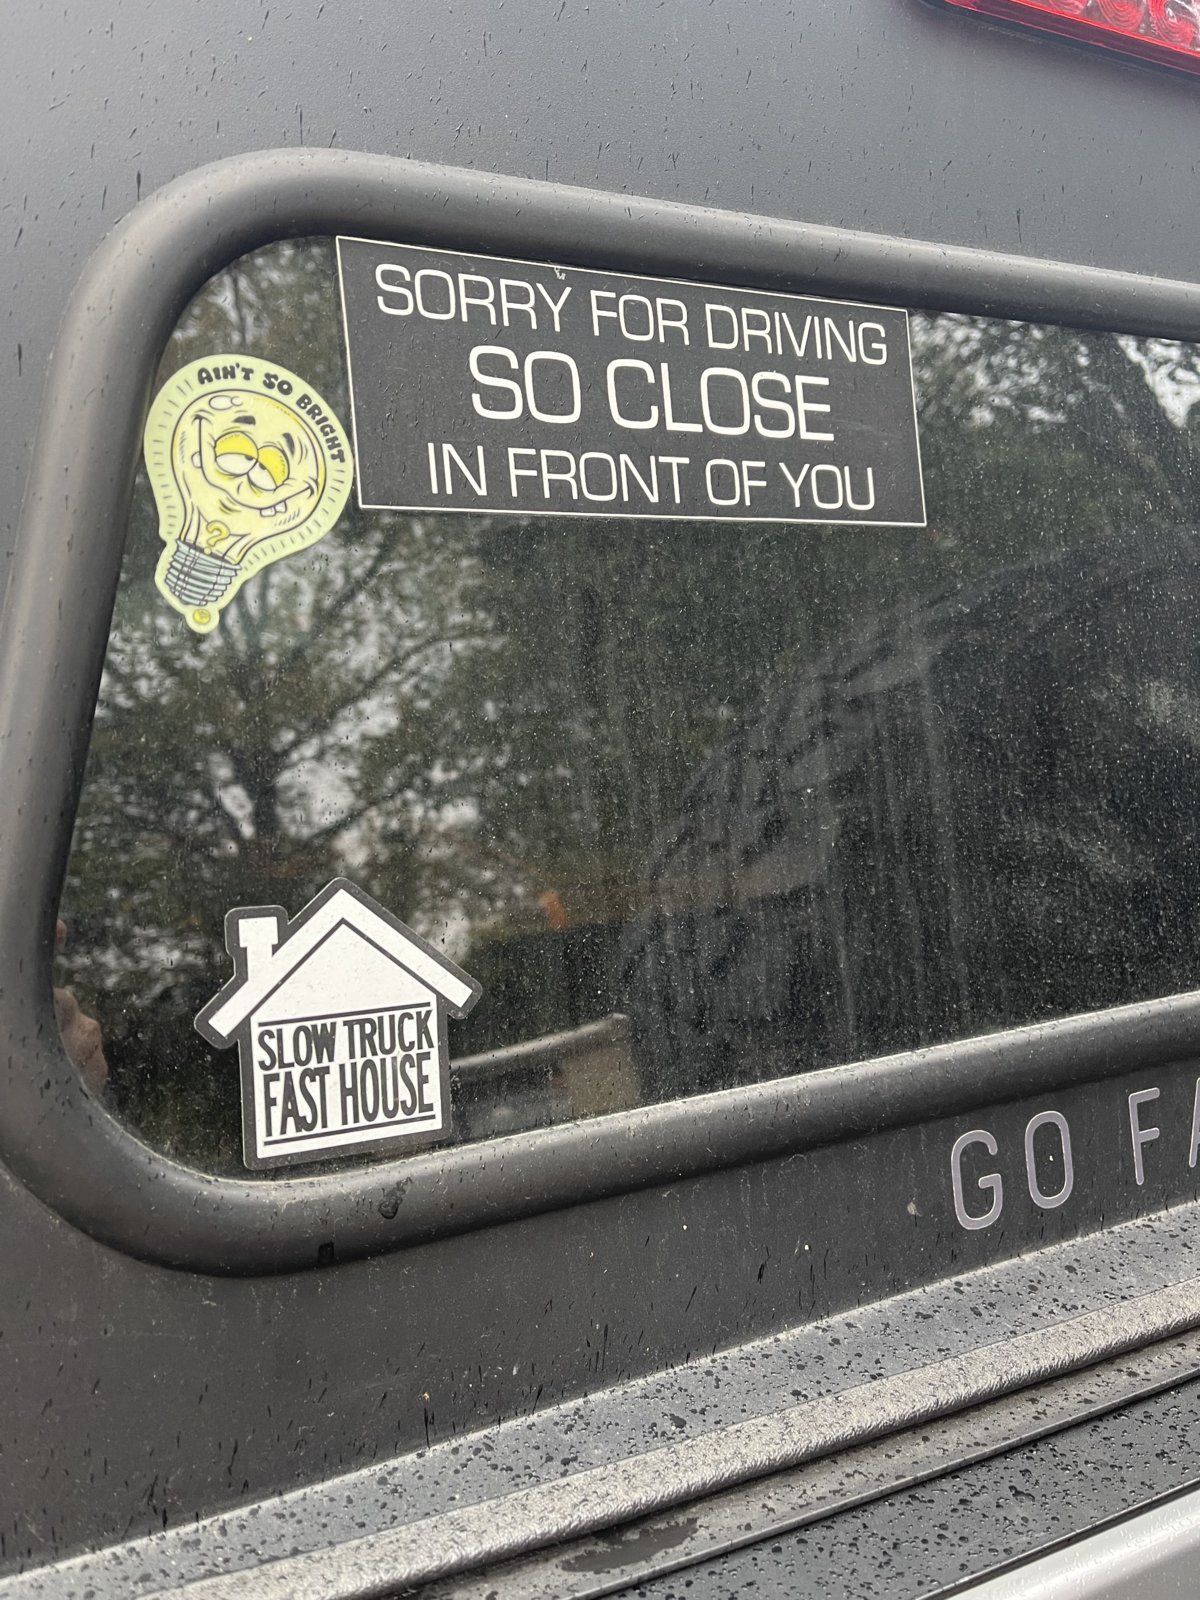 SORRY FOR DRIVING
SO CLOSE
IN FRONT OF YOU
AIN'T SO BRIGHT
?
SLOW TRUCK
FAST HOUSE
GO